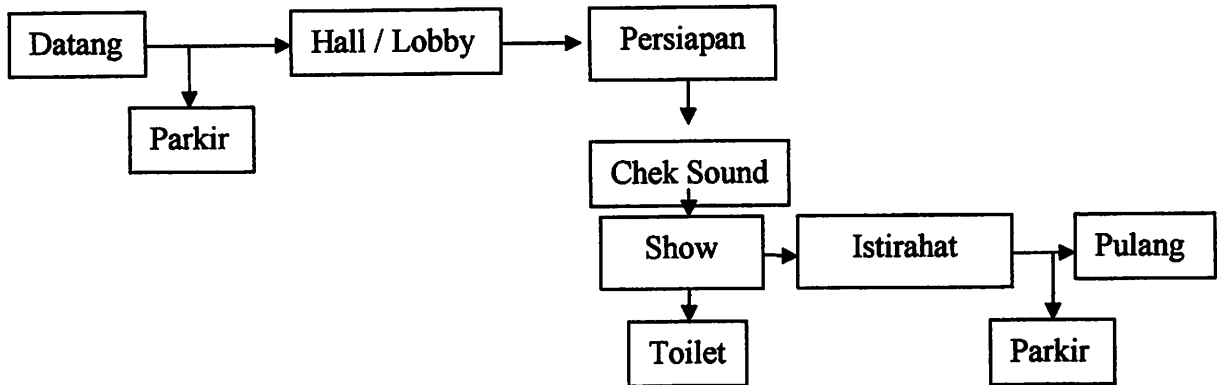 Datang
Hall / Lobby
Persiapan
Parkir
Chek Sound
Show
Istirahat
Pulang
Toilet
Parkir